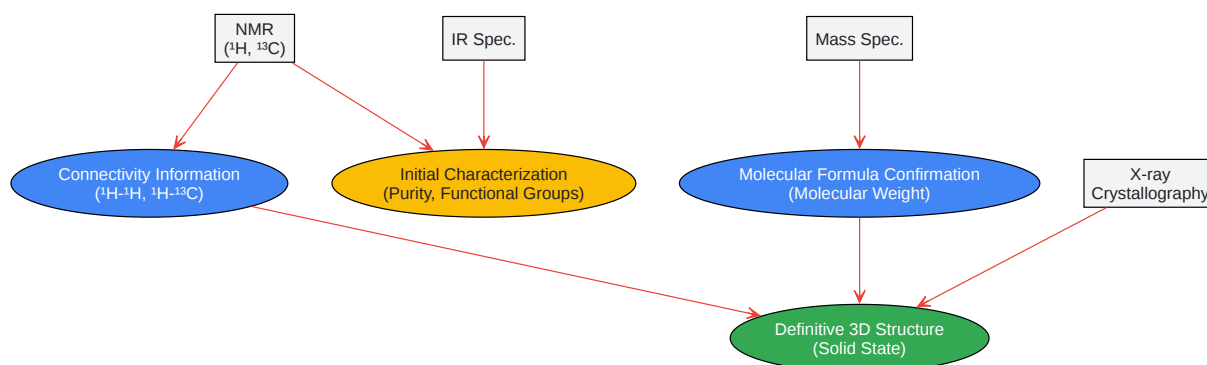 NMR
(¹H, ¹³C)
IR Spec.
Mass Spec.
Connectivity Information
(¹H-¹H, ¹H-¹³C)
Initial Characterization
(Purity, Functional Groups)
Molecular Formula Confirmation
(Molecular Weight)
X-ray
Crystallography
Definitive 3D Structure
(Solid State)